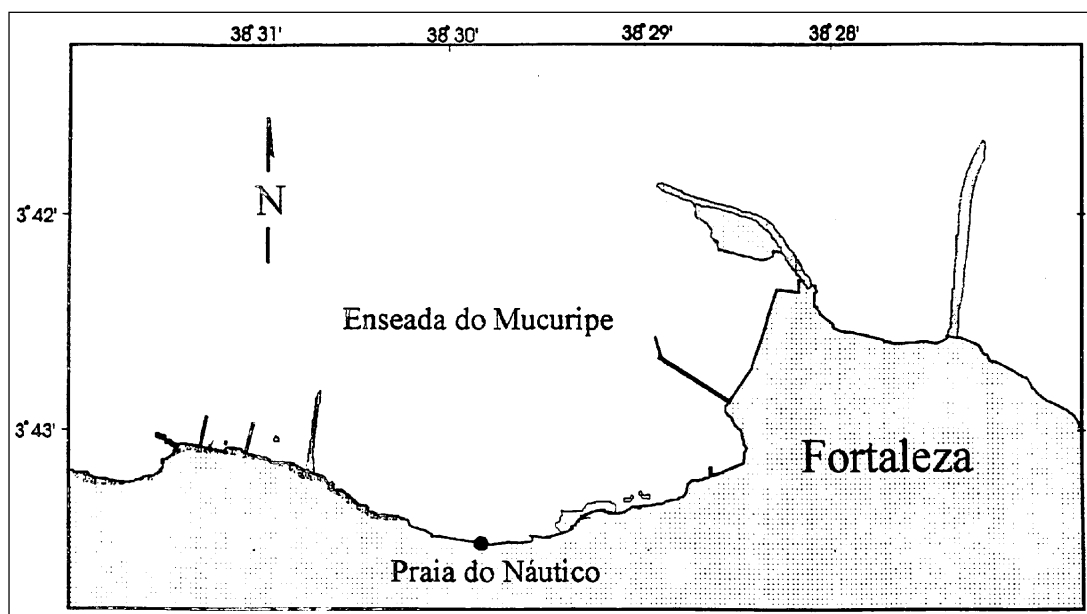 38°31' 38°30' 38°29' 38°28'
3°42'
N
Enseada do Mucuripe
3°43'
Fortaleza
Praia do Náutico